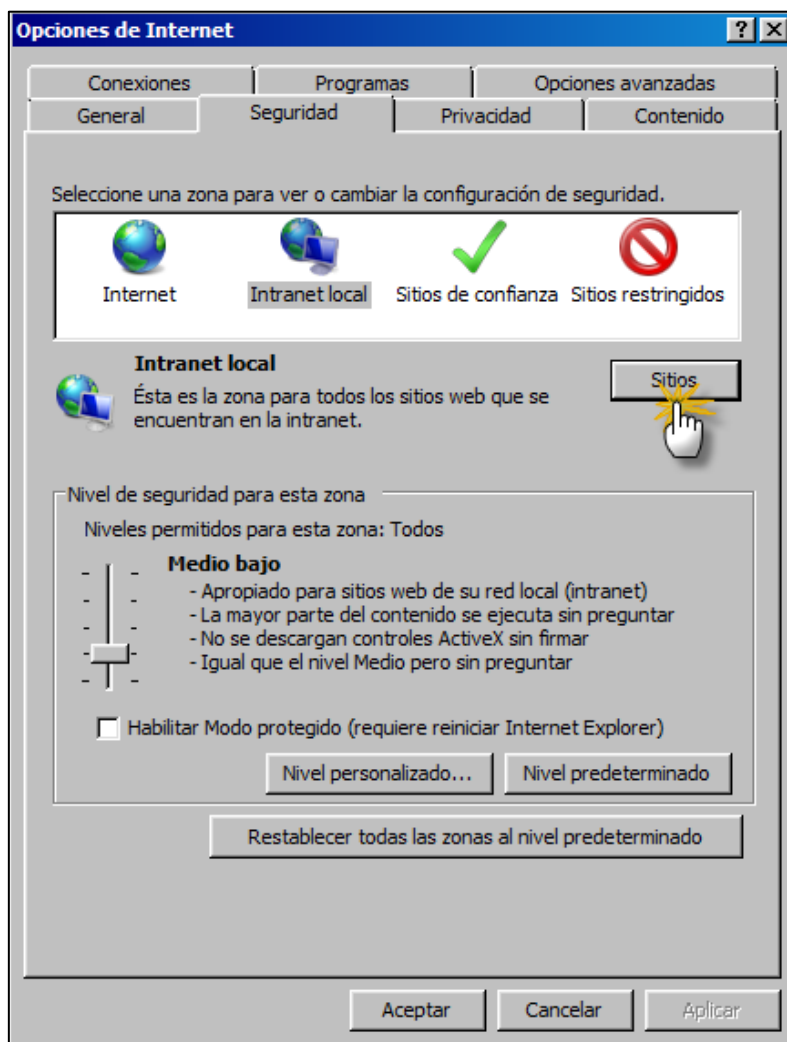 Opciones de Internet
Conexiones Programas Opciones avanzadas
General Seguridad Privacidad Contenido
Seleccione una zona para ver o cambiar la configuración de seguridad.
Internet Intranet local Sitios de confianza Sitios restringidos
Intranet local
Sitios
Ésta es la zona para todos los sitios web que se
encuentran en la intranet.
Nivel de seguridad para esta zona
Niveles permitidos para esta zona: Todos
Medio bajo
- Apropiado para sitios web de su red local (intranet)
- La mayor parte del contenido se ejecuta sin preguntar
- No se descargan controles ActiveX sin firmar
- Igual que el nivel Medio pero sin preguntar
Habilitar Modo protegido (requiere reiniciar Internet Explorer)
Nivel personalizado... Nivel predeterminado
Restablecer todas las zonas al nivel predeterminado
Aceptar Cancelar Aplicar